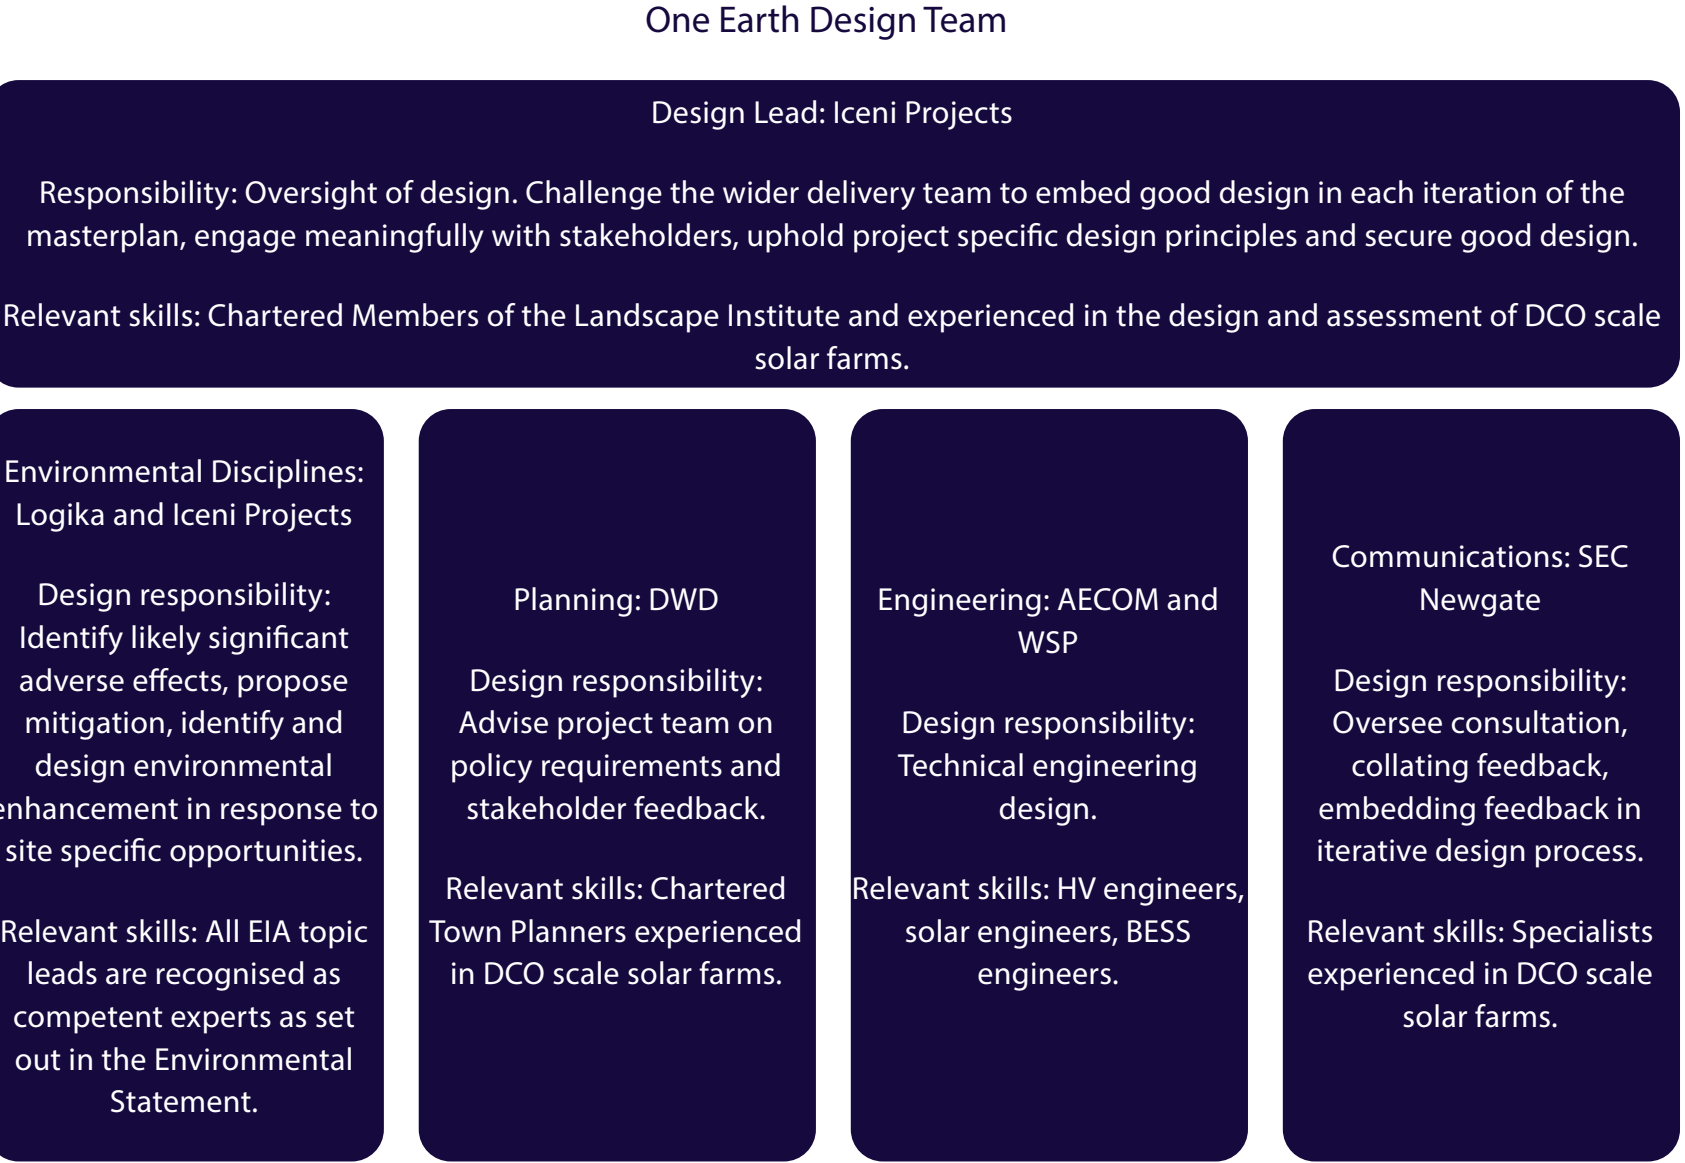 One Earth Design Team
Design Lead: Iceni Projects
Responsibility: Oversight of design. Challenge the wider delivery team to embed good design in each iteration of the
masterplan, engage meaningfully with stakeholders, uphold project specific design principles and secure good design.
Relevant skills: Chartered Members of the Landscape Institute and experienced in the design and assessment of DCO scale
solar farms.
Environmental Disciplines:
Logika and Iceni Projects
Design responsibility:
Identify likely significant
adverse effects, propose
mitigation, identify and
design environmental
enhancement in response to
site specific opportunities.
Relevant skills: All EIA topic
leads are recognised as
competent experts as set
out in the Environmental
Statement.
Planning: DWD
Design responsibility:
Advise project team on
policy requirements and
stakeholder feedback.
Relevant skills: Chartered
Town Planners experienced
in DCO scale solar farms.
Engineering: AECOM and
WSP
Design responsibility:
Technical engineering
design.
Relevant skills: HV engineers,
solar engineers, BESS
engineers.
Communications: SEC
Newgate
Design responsibility:
Oversee consultation,
collating feedback,
embedding feedback in
iterative design process.
Relevant skills: Specialists
experienced in DCO scale
solar farms.